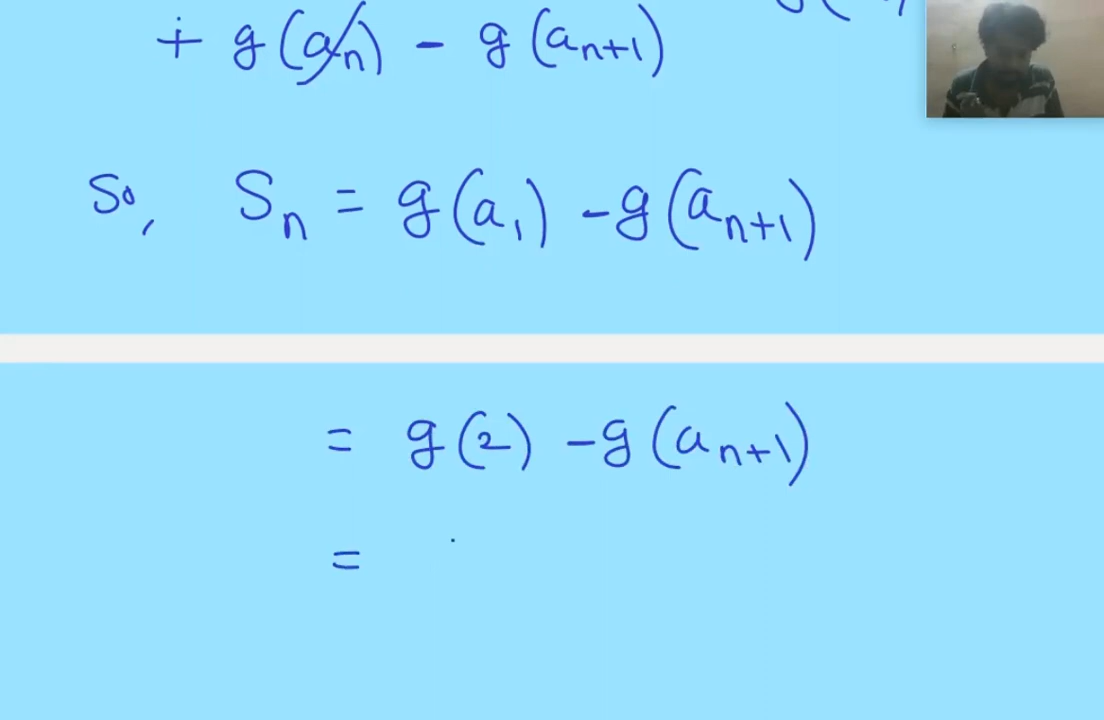 + g(an) - g(an+1)
So, Sn = g(a1) - g(an+1)
= g(2) - g(an+1)
=